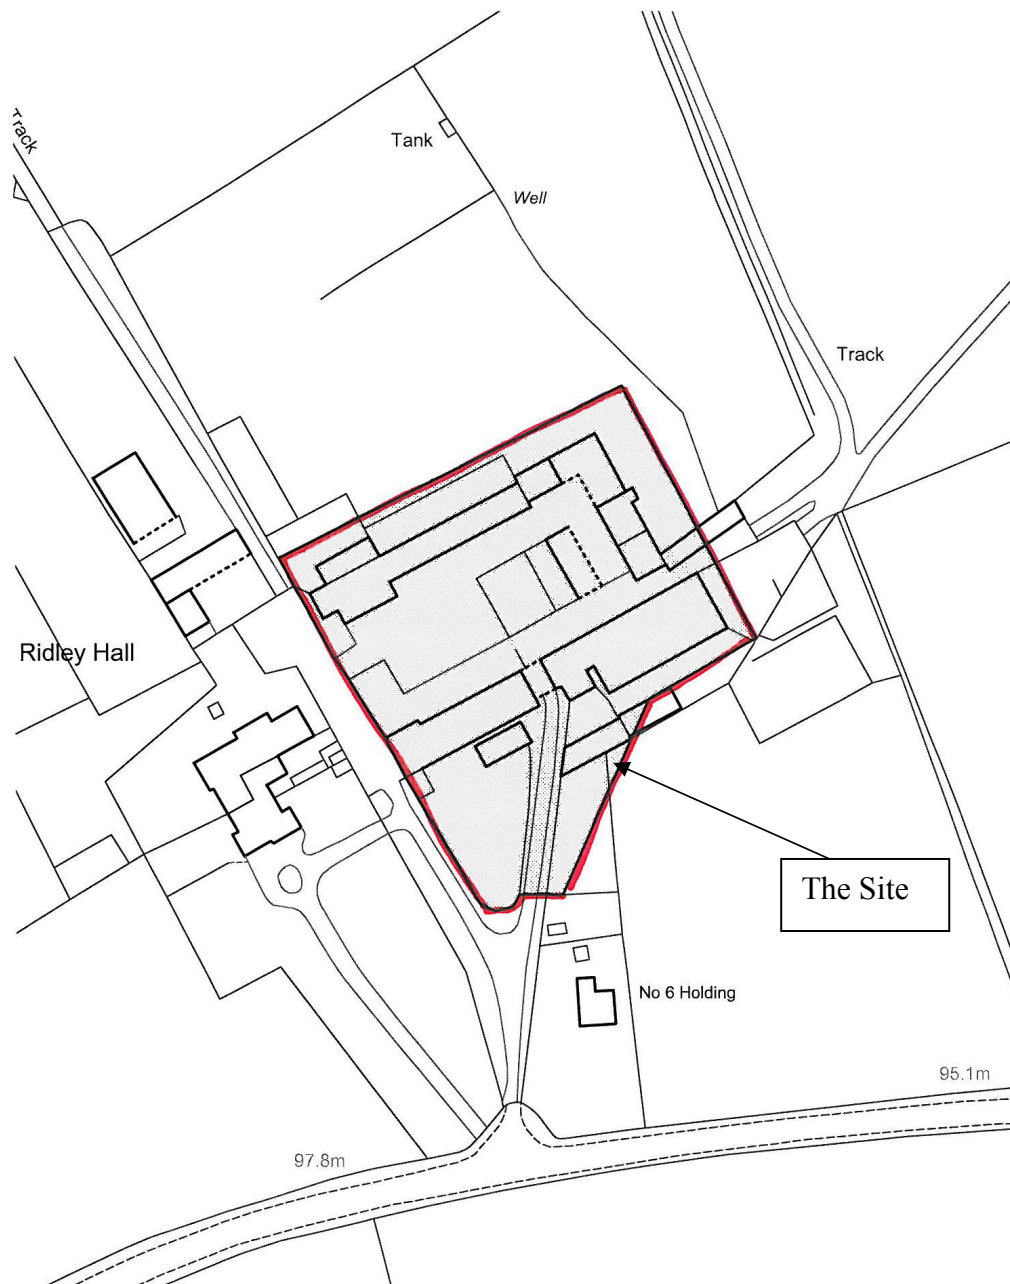 Track
Tank
Well
Track
Ridley Hall
The Site
No 6 Holding
95.1m
97.8m